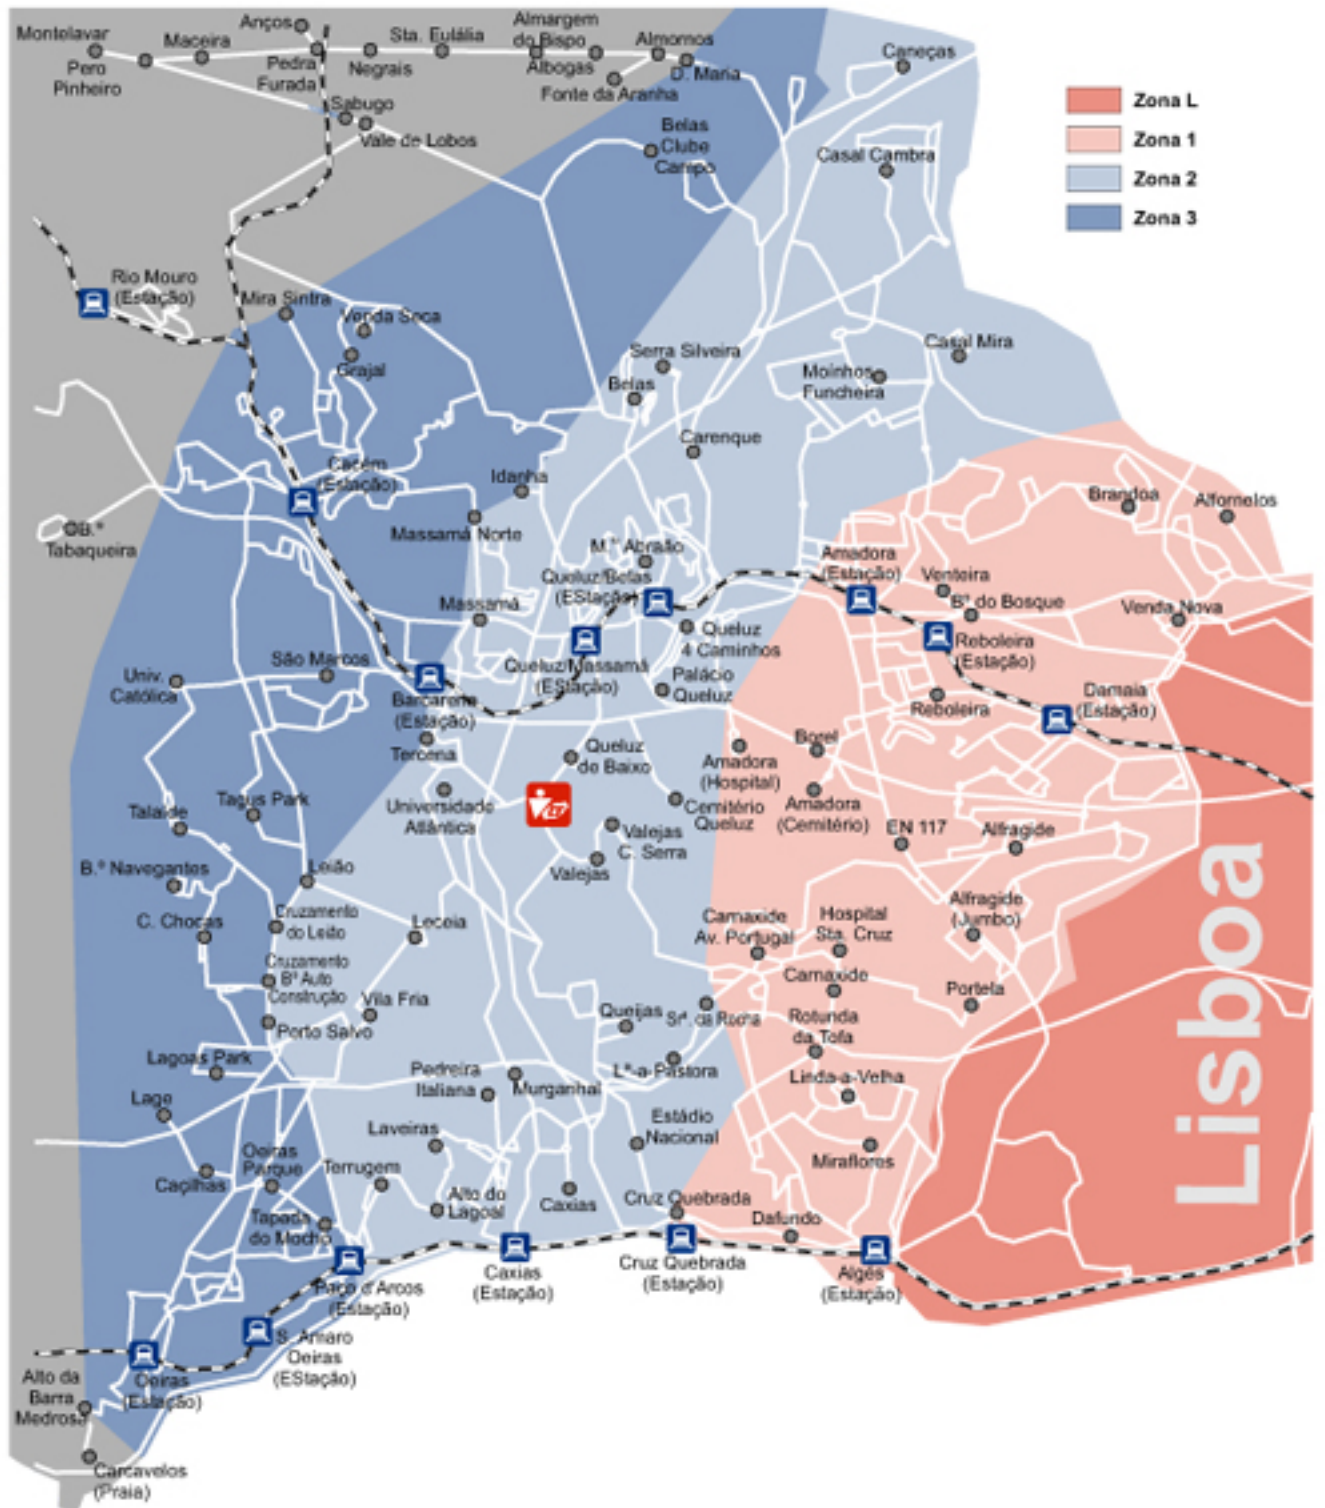 Montelavar
Pero
Pinheiro
Maceira
Anços
Pedra
Furada
Negrais
Sta. Eulália
Almargem
do Bispo
Albogas
Almornos
D. Maria
Fonte da Aranha
Sabugo
Vale de Lobos
Belas
Clube
Campo
Caneças
Casal Cambra
Zona L
Zona 1
Zona 2
Zona 3
Rio Mouro
(Estação)
Mira Sintra
Venda Seca
Grajal
Serra Silveira
Belas
Casal Mira
Moinhos
Funcheira
Carenque
Cacém
(Estação)
Idanha
Massamá Norte
B.º
Tabaqueira
Brandoa
Alfornelos
M.te Abraão
Queluz/Belas
(EStação)
Amadora
(Estação)
Venteira
Bº do Bosque
Venda Nova
Massamá
Queluz
4 Caminhos
Reboleira
(Estação)
Queluz/Massamá
(EStação)
Palácio
Queluz
São Marcos
Univ.
Católica
Barcarena
(Estação)
Tercena
Reboleira
Damaia
(Estação)
Queluz
de Baixo
Amadora
(Hospital)
Borel
Universidade
Atlântica
Cemitério
Queluz
Amadora
(Cemitério)
Tagus Park
Talaíde
Valejas
C. Serra
Valejas
EN 117
Alfragide
B.º Navegantos
Leião
C. Chocas
Cruzamento
do Leião
Leceia
Camaxide
Av. Portugal
Hospital
Sta. Cruz
Alfragide
(Jumbo)
Lisboa
Cruzamento
Bº Auto
Construção
Camaxide
Portela
Vila Fria
Porto Salvo
Queijas
Srª. da Rocha
Rotunda
da Tofa
Lagoas Park
Pedreira
Italiana
Murganhal
Lª-a-Pastora
Linda-a-Velha
Lage
Laveiras
Estádio
Nacional
Miraflores
Oeiras
Parque
Caçilhas
Terrugem
Alto do
Lagoal
Caxias
Cruz Quebrada
Dafundo
Tapada
do Mocho
Paço d'Arcos
(Estação)
Caxias
(Estação)
Cruz Quebrada
(Estação)
Algés
(Estação)
S. Amaro
Oeiras
(EStação)
Oeiras
(Estação)
Alto da
Barra
Medrosa
Carcavelos
(Praia)